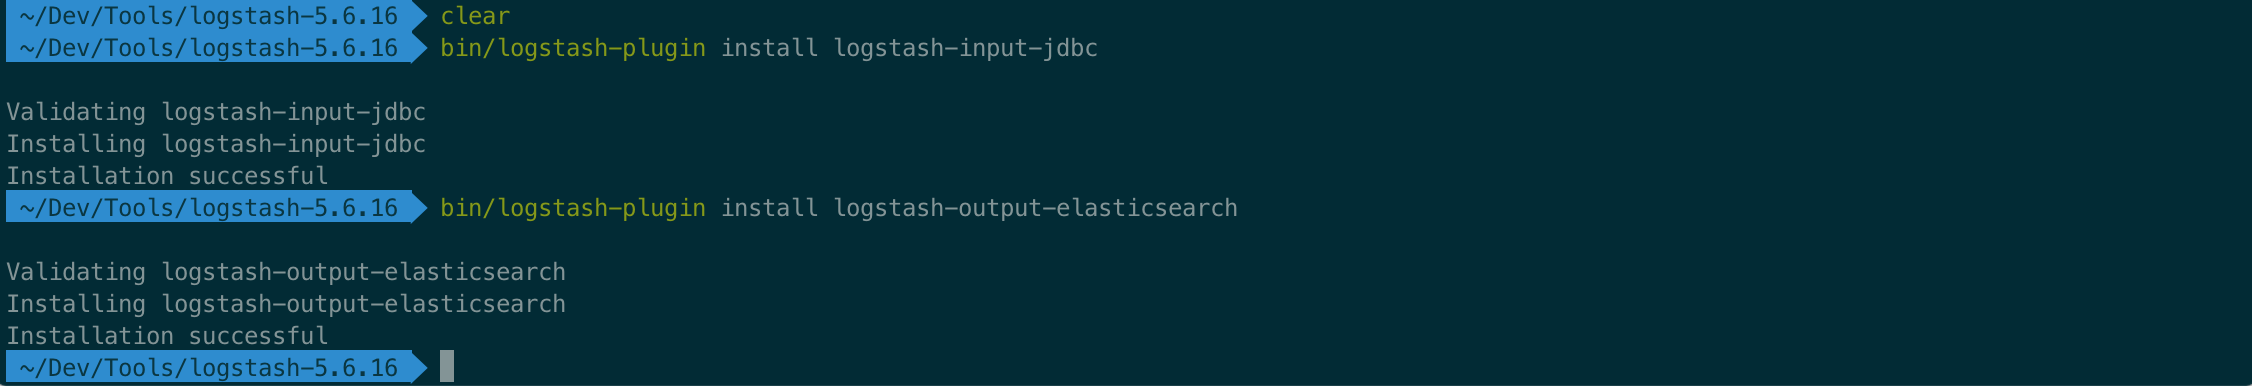 ~/Dev/Tools/logstash-5.6.16 clear
~/Dev/Tools/logstash-5.6.16 bin/logstash-plugin install logstash-input-jdbc
Validating logstash-input-jdbc
Installing logstash-input-jdbc
Installation successful
~/Dev/Tools/logstash-5.6.16 bin/logstash-plugin install logstash-output-elasticsearch
Validating logstash-output-elasticsearch
Installing logstash-output-elasticsearch
Installation successful
~/Dev/Tools/logstash-5.6.16